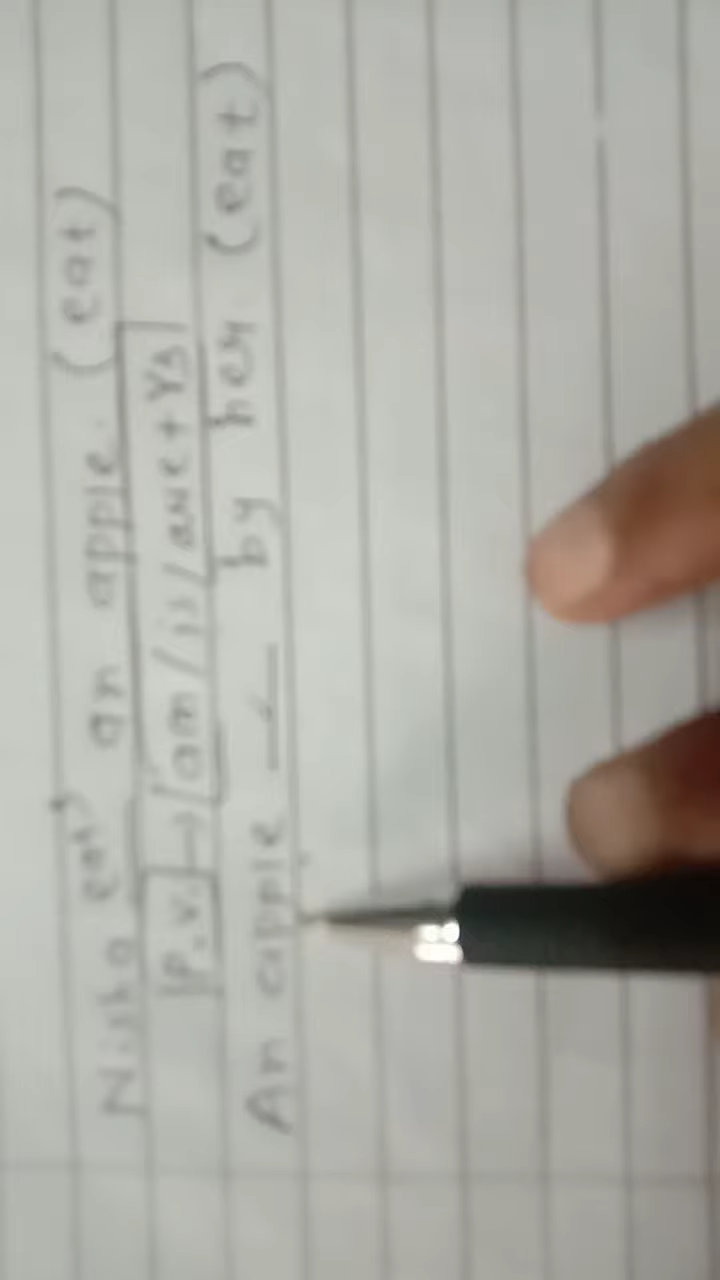 Nisha eats an apple. (eat)
P.V. → am/is/are + V3
An apple ___ by her (eat)